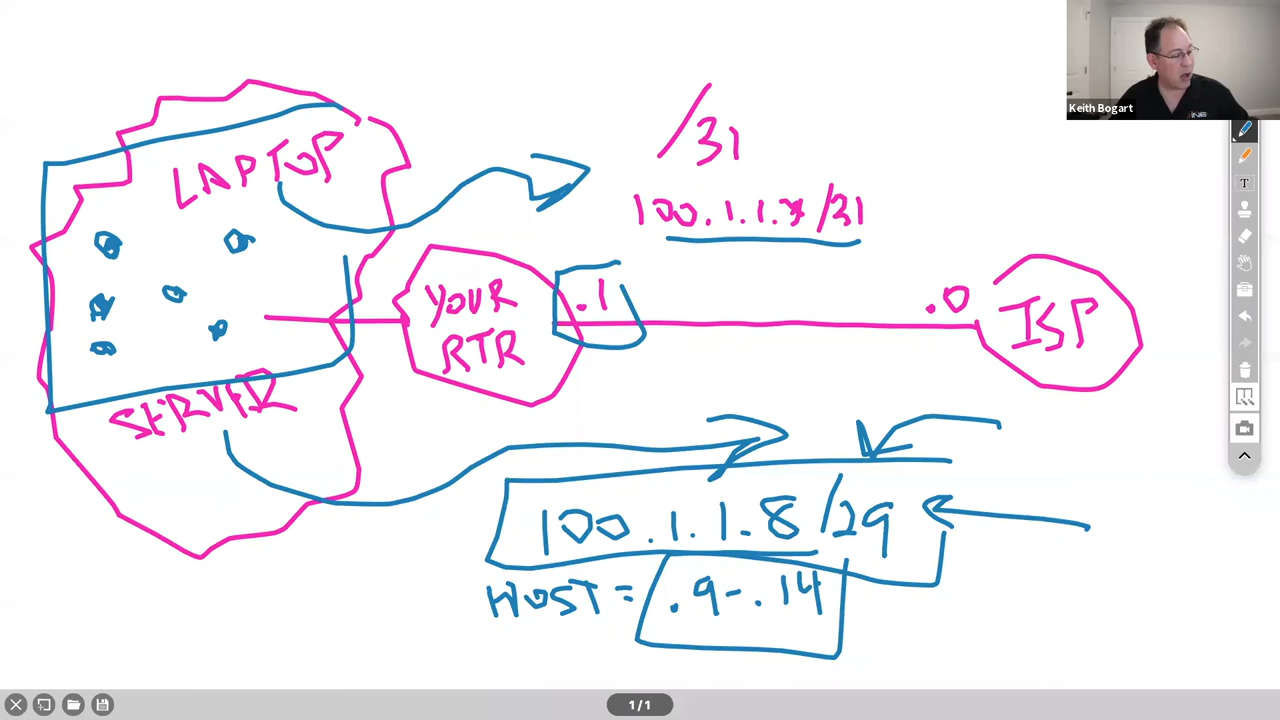 Keith Bogart
INE
LAPTOP
/31
100.1.1.x/31
YOUR
RTR
.1
.0
ISP
SERVER
100.1.1.8/29
HOST = .9-.14
T
1/1